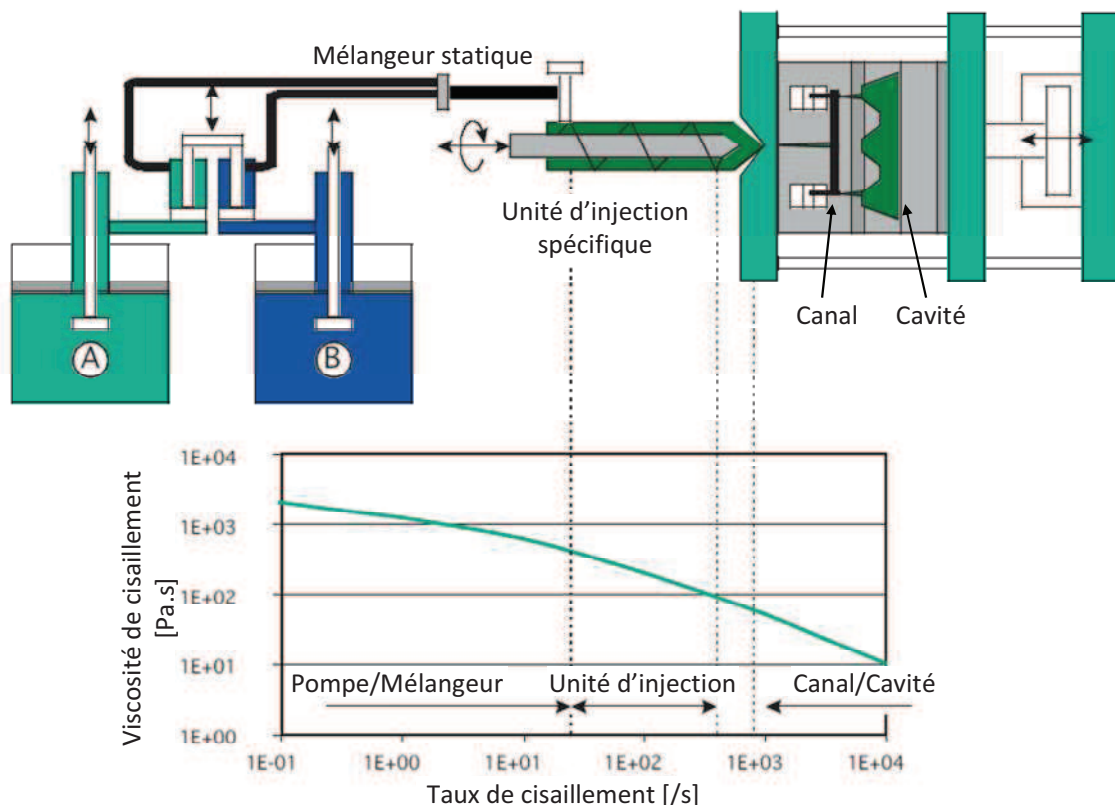 Mélangeur statique
Unité d’injection
spécifique
Canal
Cavité
A
B
Viscosité de cisaillement
[Pa.s]
1E+04
1E+03
1E+02
1E+01
1E+00
Pompe/Mélangeur
Unité d’injection
Canal/Cavité
1E-01
1E+00
1E+01
1E+02
1E+03
1E+04
Taux de cisaillement [/s]